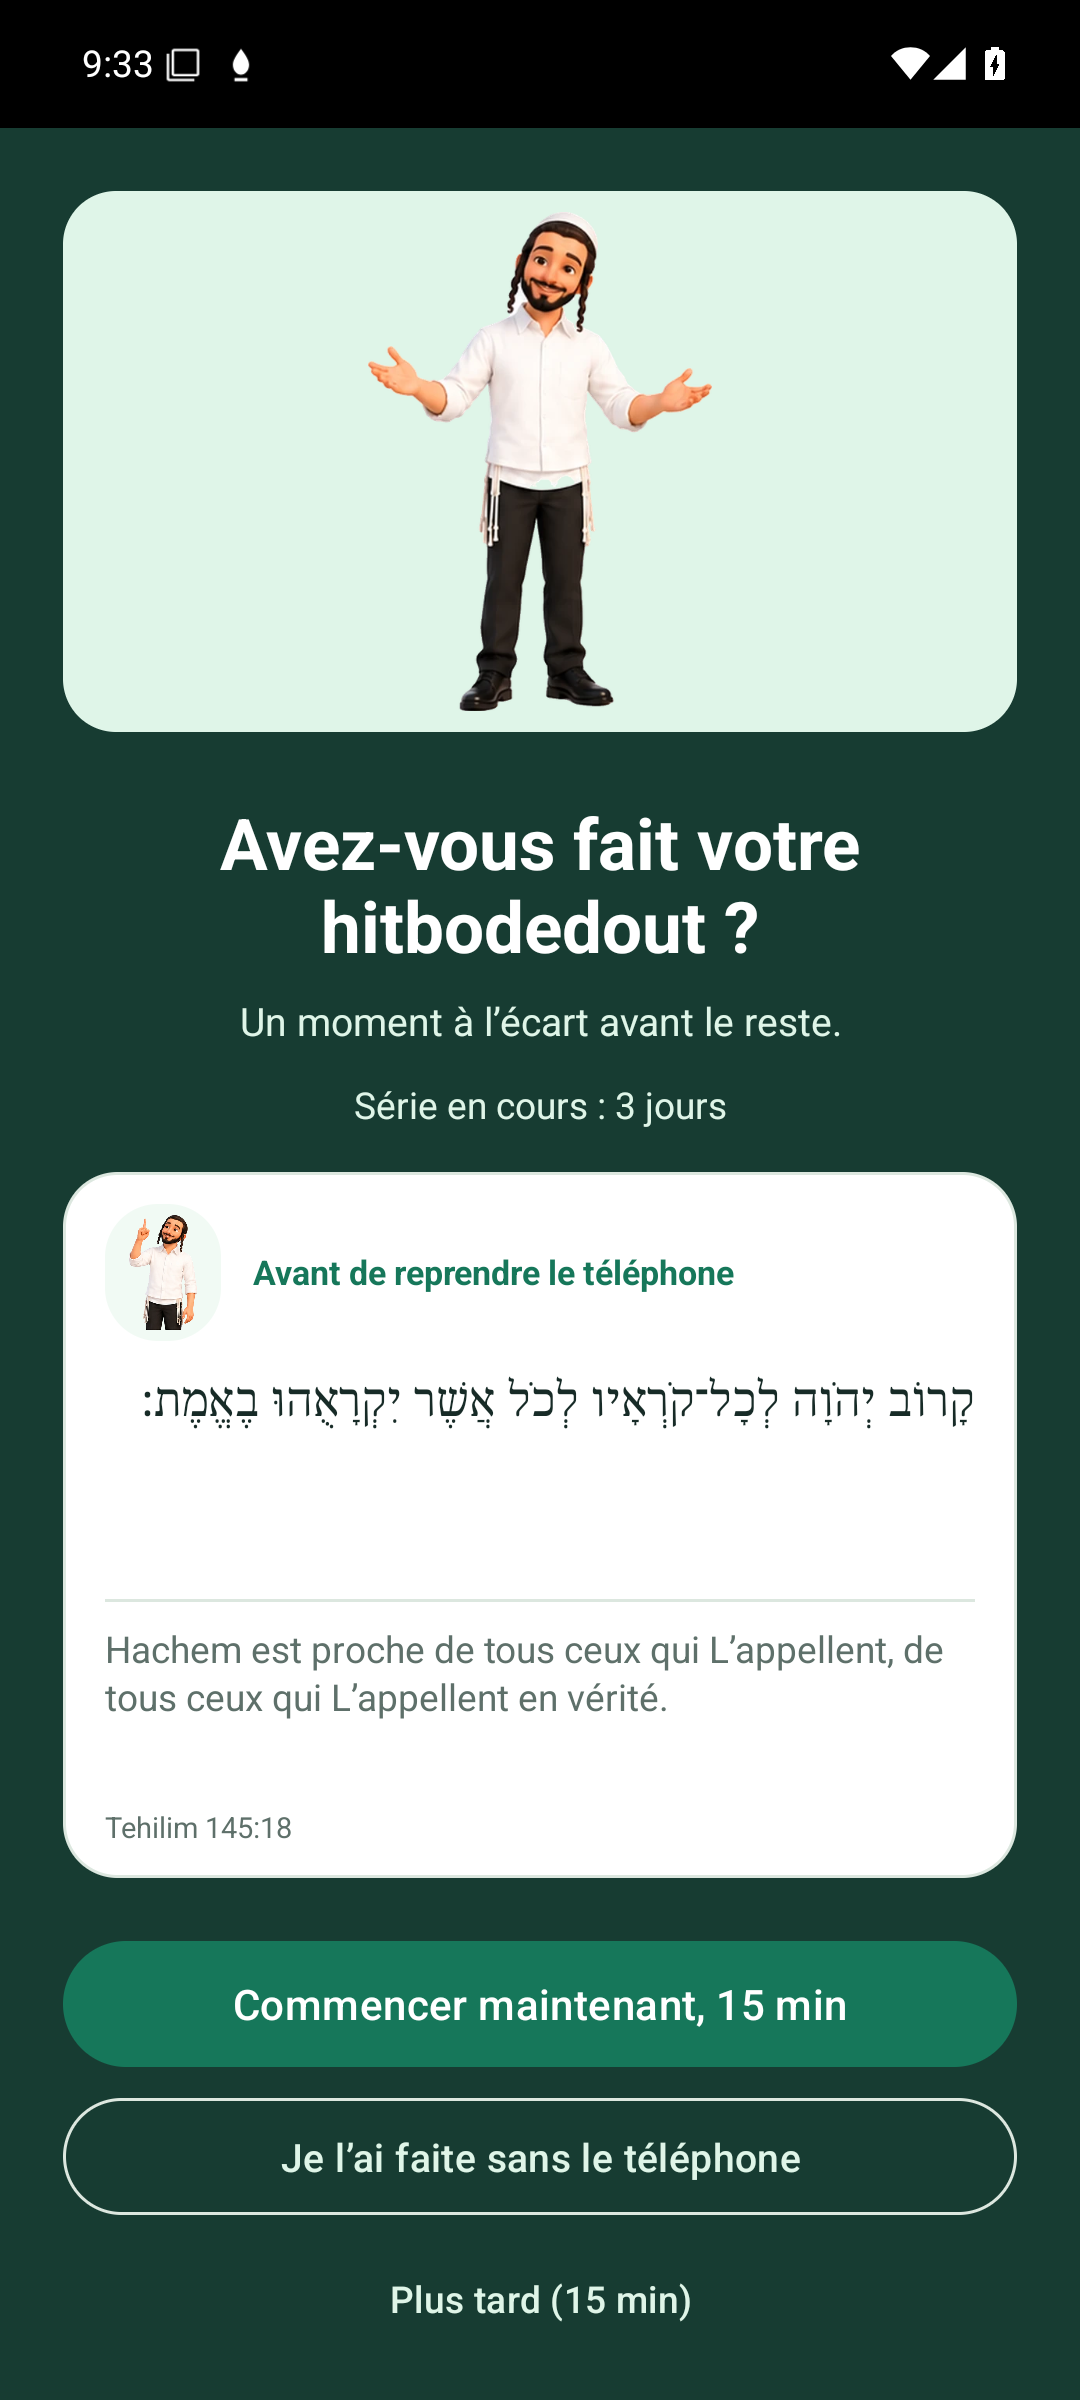 9:33
Avez-vous fait votre
hitbodedout ?
Un moment à l’écart avant le reste.
Série en cours : 3 jours
Avant de reprendre le téléphone
קָרוֹב יְהֹוָה לְכָל־קֹרְאָיו לְכֹל אֲשֶׁר יִקְרָאֻהוּ בֶאֱמֶת׃
Hachem est proche de tous ceux qui L’appellent, de
tous ceux qui L’appellent en vérité.
Tehilim 145:18
Commencer maintenant, 15 min
Je l’ai faite sans le téléphone
Plus tard (15 min)